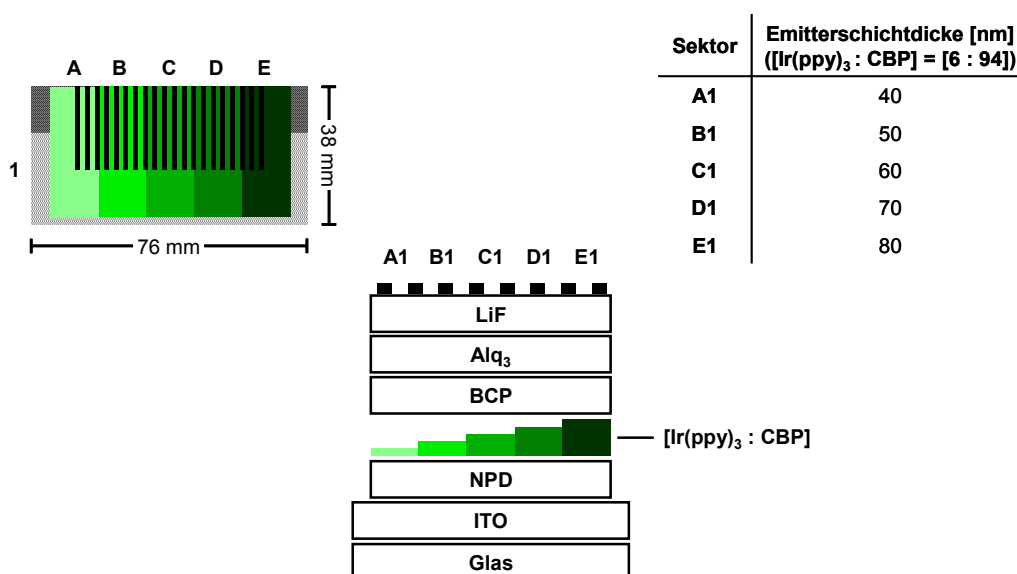 A B C D E
1
38 mm
76 mm
Sektor
Emitterschichtdicke [nm]
([Ir(ppy)₃ : CBP] = [6 : 94])
A1 40
B1 50
C1 60
D1 70
E1 80
A1 B1 C1 D1 E1
LiF
Alq₃
BCP
[Ir(ppy)₃ : CBP]
NPD
ITO
Glas